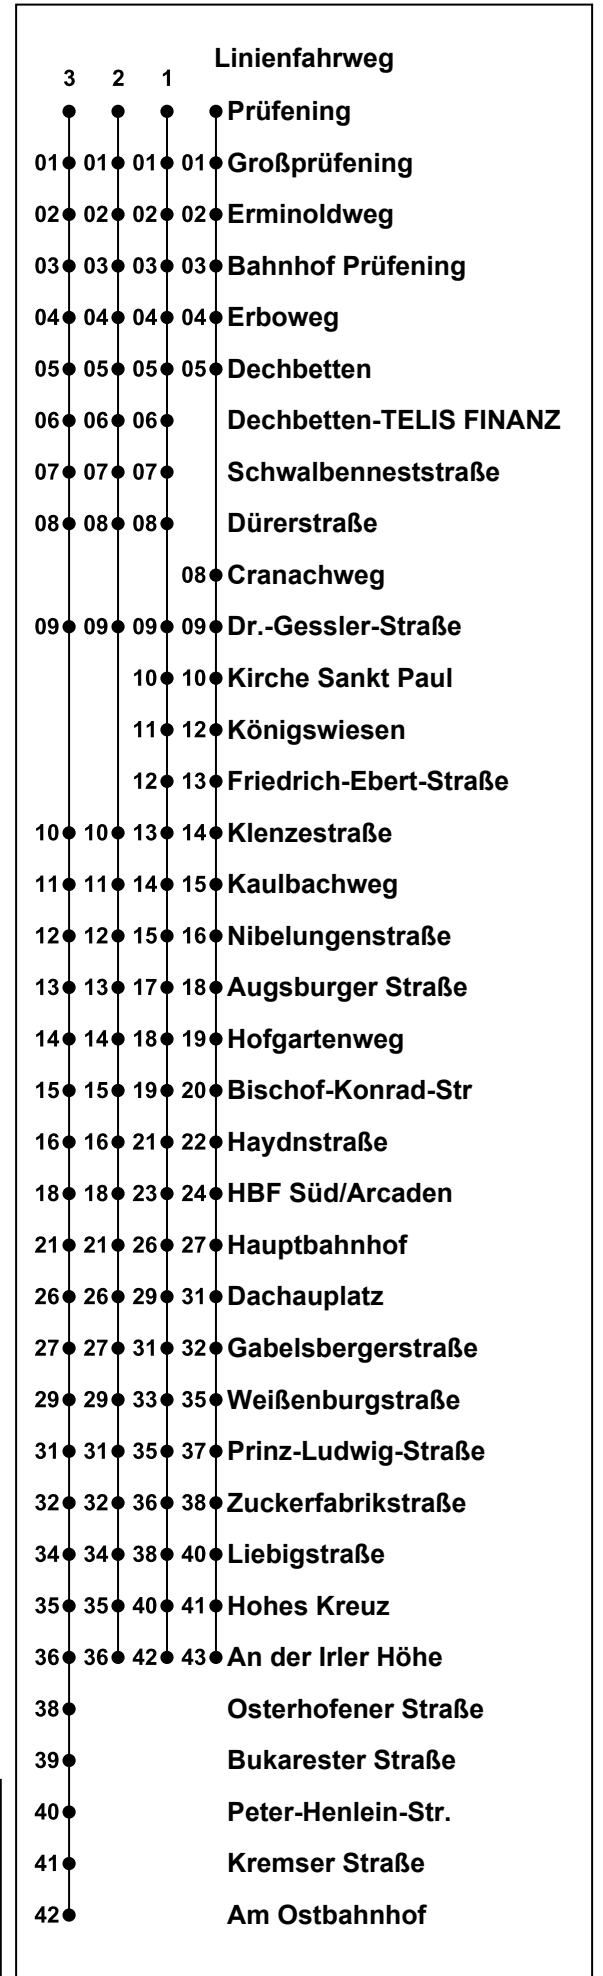 Linienfahrweg
3 2 1
Prüfening
01 01 01 01 Großprüfening
02 02 02 02 Erminoldweg
03 03 03 03 Bahnhof Prüfening
04 04 04 04 Erboweg
05 05 05 05 Dechbetten
06 06 06 Dechbetten-TELIS FINANZ
07 07 07 Schwalbenneststraße
08 08 08 Dürerstraße
08 Cranachweg
09 09 09 09 Dr.-Gessler-Straße
10 10 Kirche Sankt Paul
11 12 Königswiesen
12 13 Friedrich-Ebert-Straße
10 10 13 14 Klenzestraße
11 11 14 15 Kaulbachweg
12 12 15 16 Nibelungenstraße
13 13 17 18 Augsburger Straße
14 14 18 19 Hofgartenweg
15 15 19 20 Bischof-Konrad-Str
16 16 21 22 Haydnstraße
18 18 23 24 HBF Süd/Arcaden
21 21 26 27 Hauptbahnhof
26 26 29 31 Dachauplatz
27 27 31 32 Gabelsbergerstraße
29 29 33 35 Weißenburgstraße
31 31 35 37 Prinz-Ludwig-Straße
32 32 36 38 Zuckerfabrikstraße
34 34 38 40 Liebigstraße
35 35 40 41 Hohes Kreuz
36 36 42 43 An der Irler Höhe
38 Osterhofener Straße
39 Bukarester Straße
40 Peter-Henlein-Str.
41 Kremser Straße
42 Am Ostbahnhof